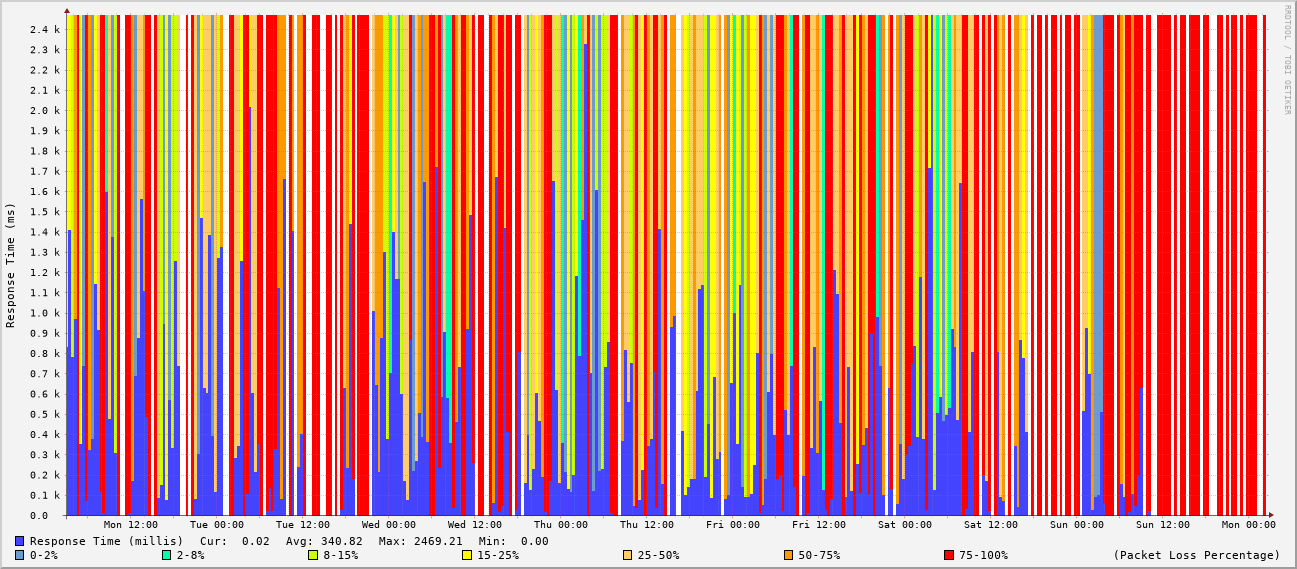 RRDTOOL / TOBI OETIKER
Response Time (ms)
2.4 k
2.3 k
2.2 k
2.1 k
2.0 k
1.9 k
1.8 k
1.7 k
1.6 k
1.5 k
1.4 k
1.3 k
1.2 k
1.1 k
1.0 k
0.9 k
0.8 k
0.7 k
0.6 k
0.5 k
0.4 k
0.3 k
0.2 k
0.1 k
0.0
Mon 12:00 Tue 00:00 Tue 12:00 Wed 00:00 Wed 12:00 Thu 00:00 Thu 12:00 Fri 00:00 Fri 12:00 Sat 00:00 Sat 12:00 Sun 00:00 Sun 12:00 Mon 00:00
Response Time (millis) Cur: 0.02 Avg: 340.82 Max: 2469.21 Min: 0.00
0-2% 2-8% 8-15% 15-25% 25-50% 50-75% 75-100% (Packet Loss Percentage)